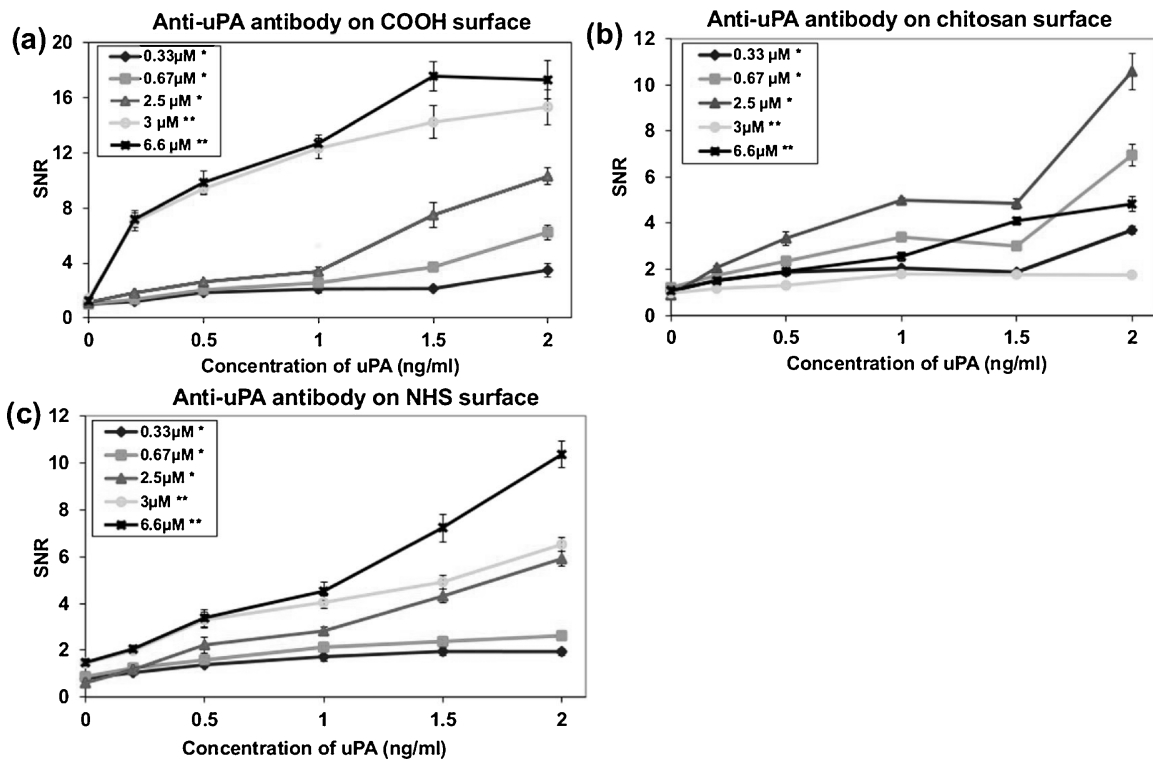 (a)
Anti-uPA antibody on COOH surface
20
16
12
8
4
0
SNR
0.33µM *
0.67µM *
2.5 µM *
3 µM **
6.6 µM **
0 0.5 1 1.5 2
Concentration of uPA (ng/ml)
(b)
Anti-uPA antibody on chitosan surface
12
10
8
6
4
2
0
SNR
0.33 µM *
0.67 µM *
2.5 µM *
3µM **
6.6µM **
0 0.5 1 1.5 2
Concentration of uPA (ng/ml)
(c)
Anti-uPA antibody on NHS surface
12
10
8
6
4
2
0
SNR
0.33µM *
0.67µM *
2.5µM *
3µM **
6.6µM **
0 0.5 1 1.5 2
Concentration of uPA (ng/ml)